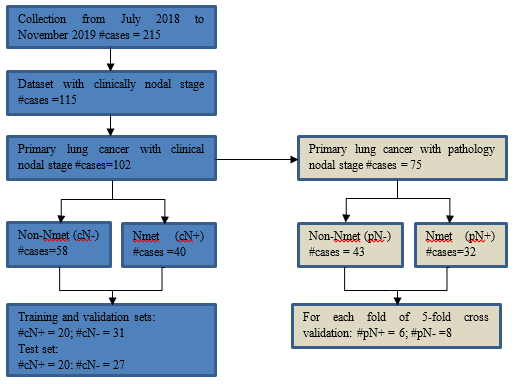 Collection from July 2018 to
November 2019 #cases = 215
Dataset with clinically nodal stage
#cases =115
Primary lung cancer with clinical
nodal stage #cases=102
Primary lung cancer with pathology
nodal stage #cases = 75
Non-Nmet (cN-)
#cases=58
Nmet (cN+)
#cases =40
Non-Nmet (pN-)
#cases = 43
Nmet (pN+)
#cases=32
Training and validation sets:
#cN+ = 20; #cN- = 31
Test set:
#cN+ = 20: #cN- = 27
For each fold of 5-fold cross
validation: #pN+ = 6; #pN- =8